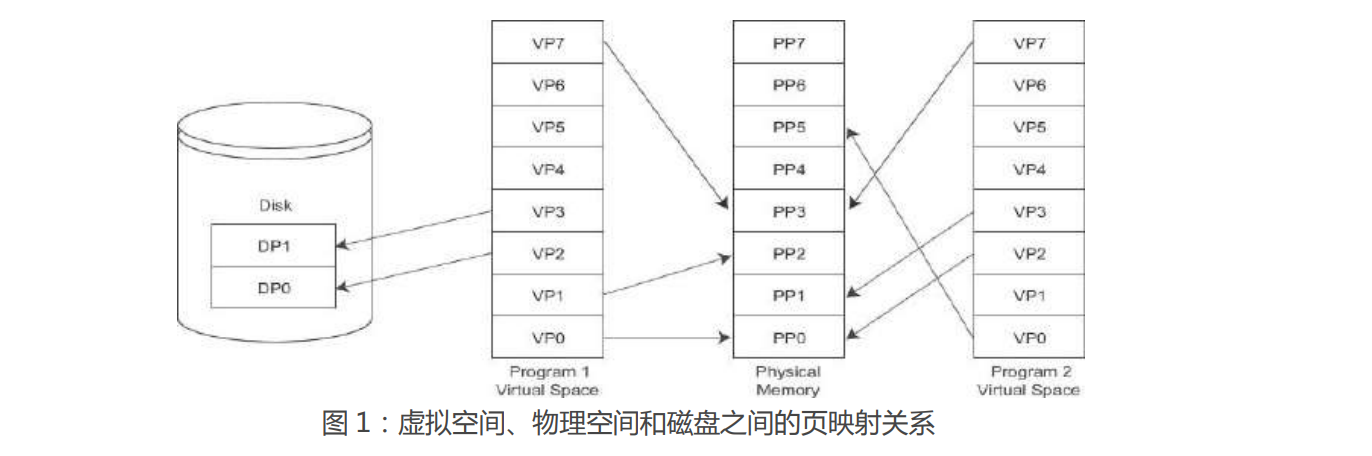 VP7
VP6
VP5
VP4
VP3
VP2
VP1
VP0
Program 1
Virtual Space
PP7
PP6
PP5
PP4
PP3
PP2
PP1
PP0
Physical
Memory
VP7
VP6
VP5
VP4
VP3
VP2
VP1
VP0
Program 2
Virtual Space
Disk
DP1
DP0
图 1：虚拟空间、物理空间和磁盘之间的页映射关系